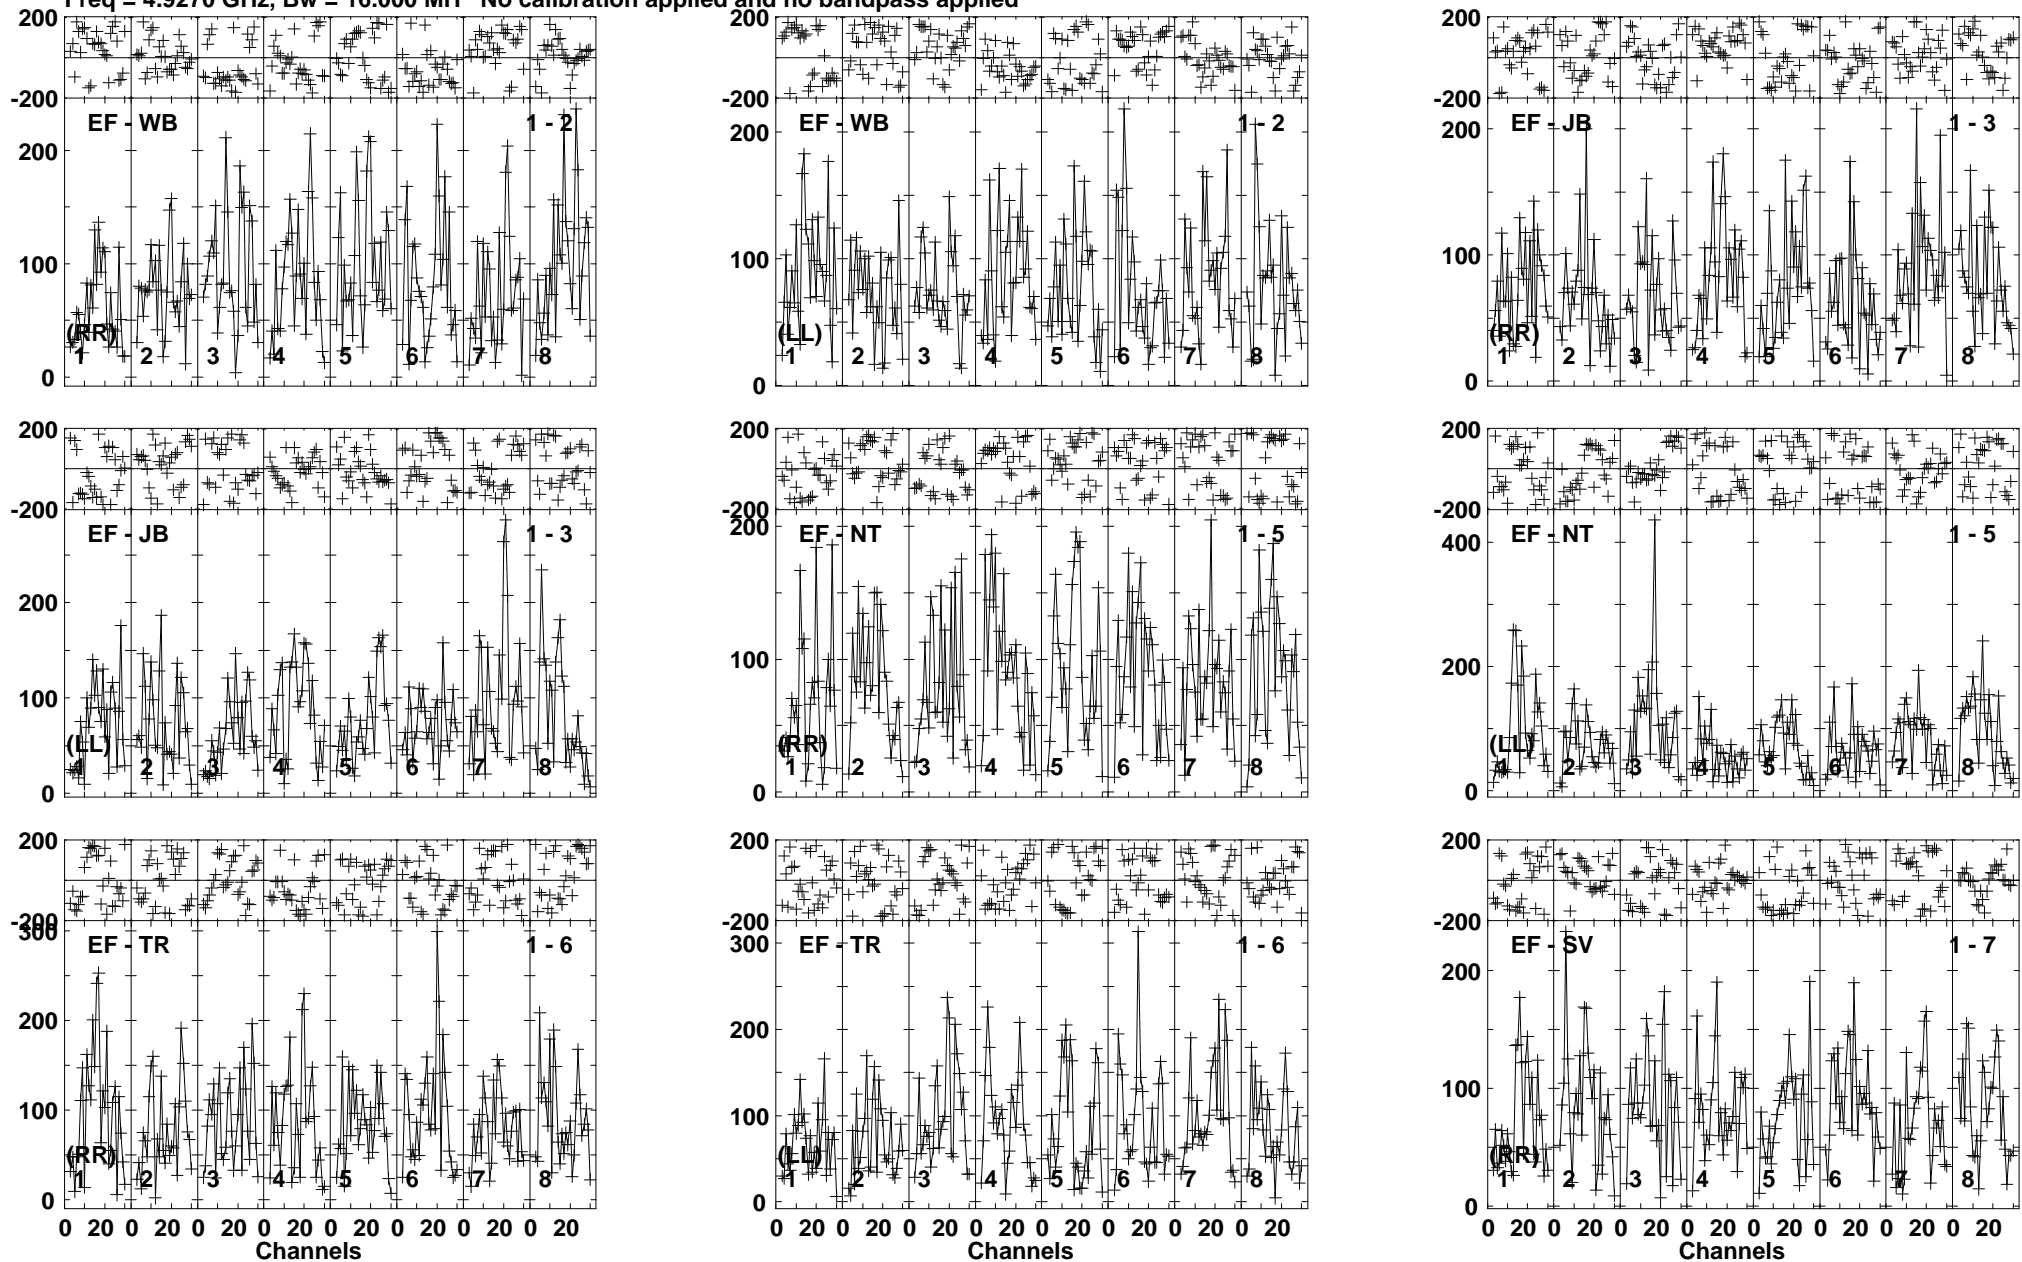 Freq = 4.9270 GHz, Bw = 16.000 MH No calibration applied and no bandpass applied
200 200 200
-200 -200 -200
EF - WB 1 - 2 EF - WB 1 - 2 EF - JB 1 - 3
200 200 200
100 100 100
(RR) (LL) (RR)
1 2 3 4 5 6 7 8 1 2 3 4 5 6 7 8 1 2 3 4 5 6 7 8
0 0 0
200 200 200
-200 -200 -200
EF - JB 1 - 3 EF - NT 1 - 5 EF - NT 1 - 5
200 200 400
100 100 200
(LL) (RR) (LL)
1 2 3 4 5 6 7 8 1 2 3 4 5 6 7 8 1 2 3 4 5 6 7 8
0 0 0
200 200 200
-200 -200 -200
300
EF - TR 1 - 6 EF - TR 1 - 6 EF - SV 1 - 7
200 300 200
100 200 100
100
(RR) (LL) (RR)
1 2 3 4 5 6 7 8 1 2 3 4 5 6 7 8 1 2 3 4 5 6 7 8
0 0 0
0 20 0 20 0 20 0 20 0 20 0 20 0 20 0 20 0 20 0 20 0 20 0 20 0 20 0 20 0 20 0 20 0 20 0 20 0 20 0 20 0 20 0 20 0 20 0 20
Channels Channels Channels